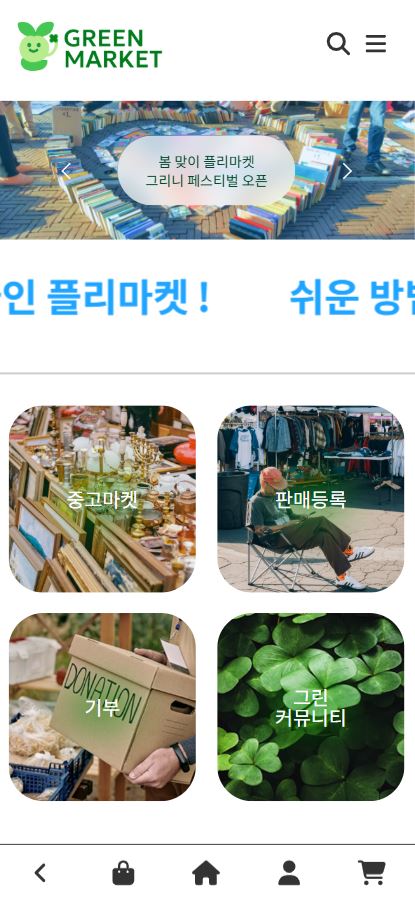 GREEN
MARKET
봄 맞이 플리마켓
그리니 페스티벌 오픈
인 플리마켓 ! 쉬운 방
중고마켓
판매등록
DONATION
기부
그린
커뮤니티